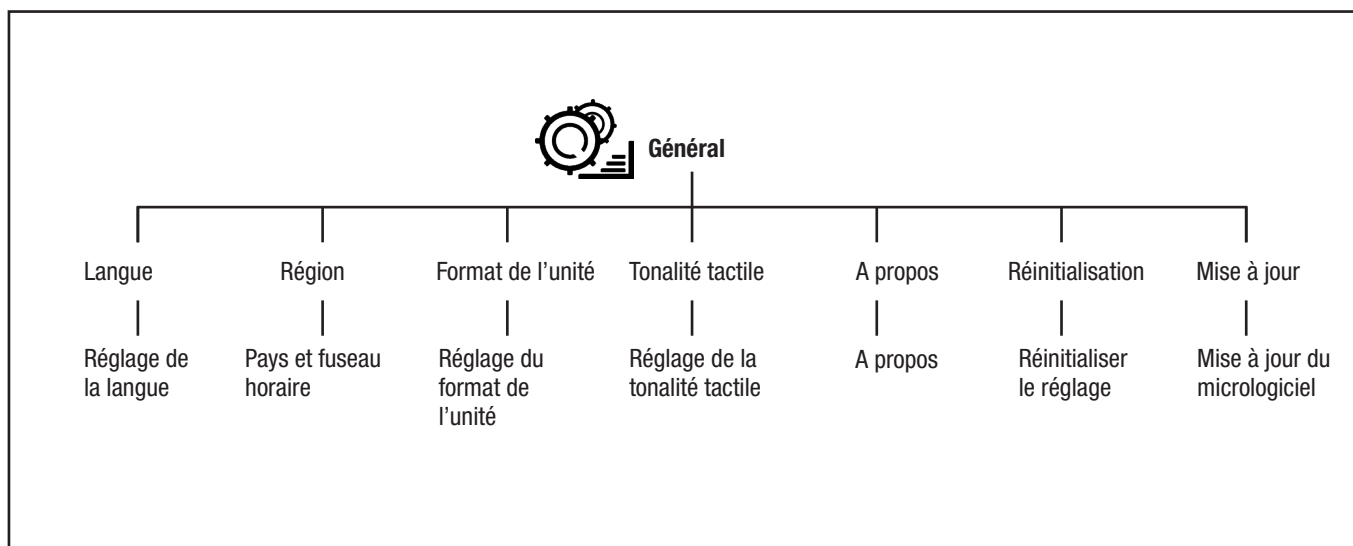 Général
Langue
Région
Format de l’unité
Tonalité tactile
A propos
Réinitialisation
Mise à jour
Réglage de
la langue
Pays et fuseau
horaire
Réglage du
format de
l’unité
Réglage de la
tonalité tactile
A propos
Réinitialiser
le réglage
Mise à jour du
micrologiciel